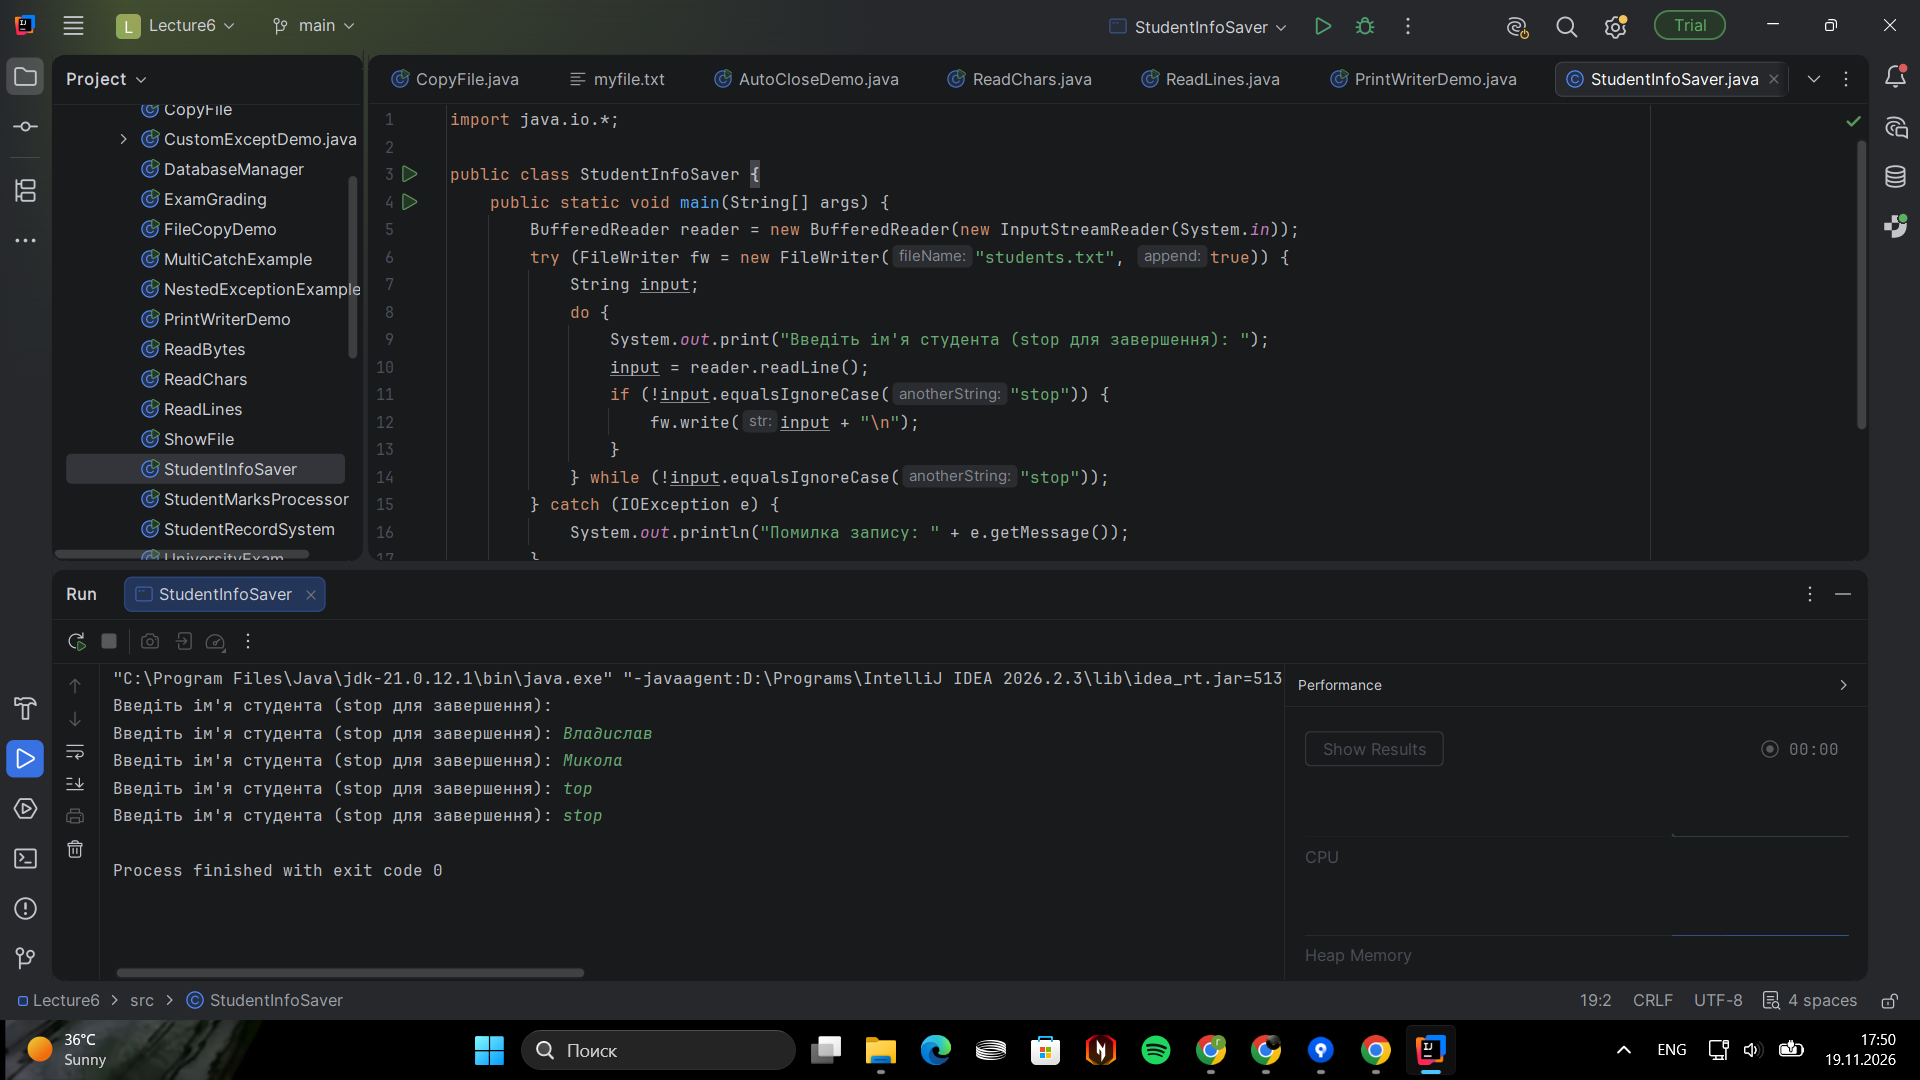 L Lecture6 main StudentInfoSaver Trial
Project
CopyFile
CustomExceptDemo.java
DatabaseManager
ExamGrading
FileCopyDemo
MultiCatchExample
NestedExceptionExample
PrintWriterDemo
ReadBytes
ReadChars
ReadLines
ShowFile
StudentInfoSaver
StudentMarksProcessor
StudentRecordSystem
UniversityExam
CopyFile.java myfile.txt AutoCloseDemo.java ReadChars.java ReadLines.java PrintWriterDemo.java StudentInfoSaver.java
1 import java.io.*;
2
3 public class StudentInfoSaver {
4 public static void main(String[] args) {
5 BufferedReader reader = new BufferedReader(new InputStreamReader(System.in));
6 try (FileWriter fw = new FileWriter( fileName: "students.txt", append: true)) {
7 String input;
8 do {
9 System.out.print("Введіть ім'я студента (stop для завершення): ");
10 input = reader.readLine();
11 if (!input.equalsIgnoreCase( anotherString: "stop")) {
12 fw.write( str: input + "\n");
13 }
14 } while (!input.equalsIgnoreCase( anotherString: "stop"));
15 } catch (IOException e) {
16 System.out.println("Помилка запису: " + e.getMessage());
17 }
Run StudentInfoSaver
"C:\Program Files\Java\jdk-21.0.12.1\bin\java.exe" "-javaagent:D:\Programs\IntelliJ IDEA 2026.2.3\lib\idea_rt.jar=513
Введіть ім'я студента (stop для завершення):
Введіть ім'я студента (stop для завершення): Владислав
Введіть ім'я студента (stop для завершення): Микола
Введіть ім'я студента (stop для завершення): top
Введіть ім'я студента (stop для завершення): stop
Process finished with exit code 0
Performance
Show Results 00:00
CPU
Heap Memory
Lecture6 > src > StudentInfoSaver 19:2 CRLF UTF-8 4 spaces
36°C
Sunny
Поиск
ENG
17:50
19.11.2026